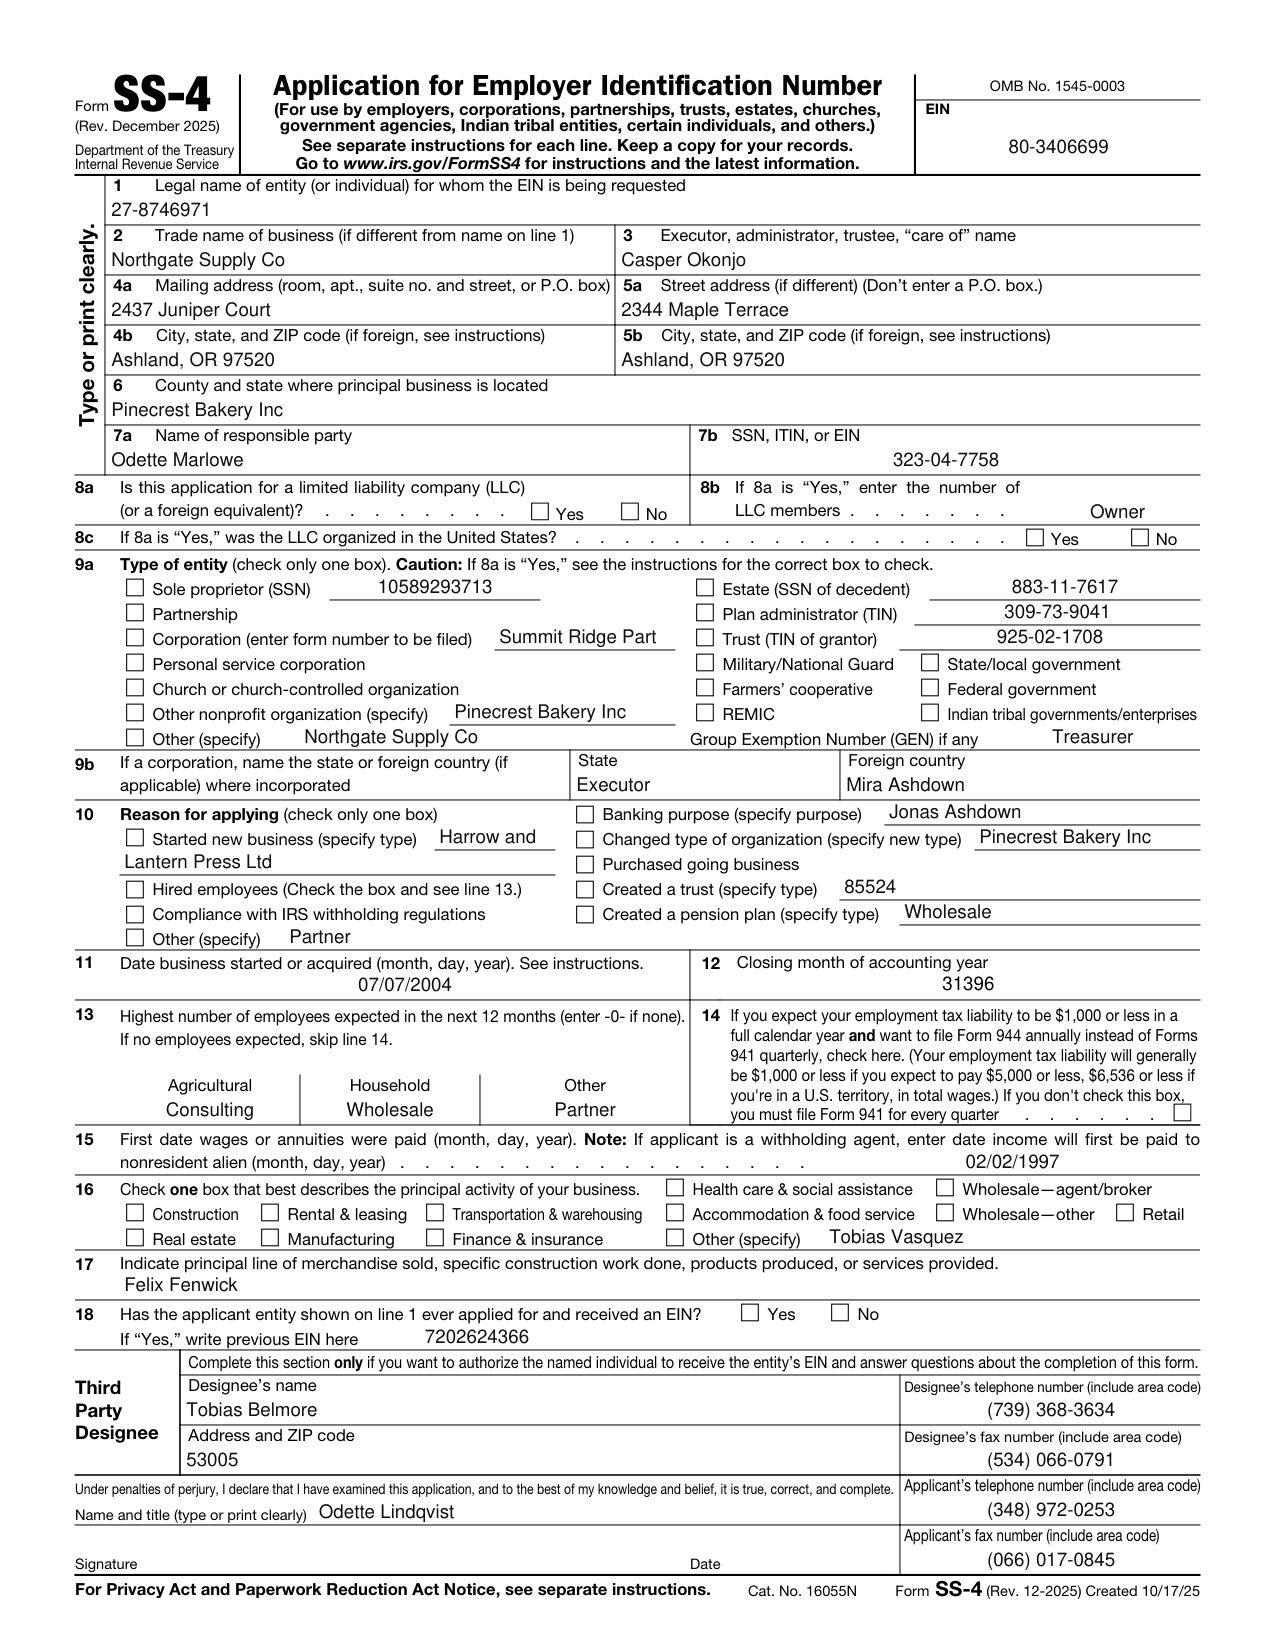 Form SS-4
(Rev. December 2025)
Department of the Treasury
Internal Revenue Service
Application for Employer Identification Number
(For use by employers, corporations, partnerships, trusts, estates, churches,
government agencies, Indian tribal entities, certain individuals, and others.)
See separate instructions for each line. Keep a copy for your records.
Go to www.irs.gov/FormSS4 for instructions and the latest information.
OMB No. 1545-0003
EIN
80-3406699
Type or print clearly.
1 Legal name of entity (or individual) for whom the EIN is being requested
27-8746971
2 Trade name of business (if different from name on line 1)
Northgate Supply Co
3 Executor, administrator, trustee, “care of” name
Casper Okonjo
4a Mailing address (room, apt., suite no. and street, or P.O. box)
2437 Juniper Court
5a Street address (if different) (Don’t enter a P.O. box.)
2344 Maple Terrace
4b City, state, and ZIP code (if foreign, see instructions)
Ashland, OR 97520
5b City, state, and ZIP code (if foreign, see instructions)
Ashland, OR 97520
6 County and state where principal business is located
Pinecrest Bakery Inc
7a Name of responsible party
Odette Marlowe
7b SSN, ITIN, or EIN
323-04-7758
8a Is this application for a limited liability company (LLC)
(or a foreign equivalent)? . . . . . . . . Yes No
8b If 8a is “Yes,” enter the number of
LLC members . . . . . . . Owner
8c If 8a is “Yes,” was the LLC organized in the United States? . . . . . . . . . . . . . . . . . . Yes No
9a Type of entity (check only one box). Caution: If 8a is “Yes,” see the instructions for the correct box to check.
Sole proprietor (SSN) 10589293713 Estate (SSN of decedent) 883-11-7617
Partnership Plan administrator (TIN) 309-73-9041
Corporation (enter form number to be filed) Summit Ridge Part Trust (TIN of grantor) 925-02-1708
Personal service corporation Military/National Guard State/local government
Church or church-controlled organization Farmers’ cooperative Federal government
Other nonprofit organization (specify) Pinecrest Bakery Inc REMIC Indian tribal governments/enterprises
Other (specify) Northgate Supply Co Group Exemption Number (GEN) if any Treasurer
9b If a corporation, name the state or foreign country (if
applicable) where incorporated
State
Executor
Foreign country
Mira Ashdown
10 Reason for applying (check only one box) Banking purpose (specify purpose) Jonas Ashdown
Started new business (specify type) Harrow and Changed type of organization (specify new type) Pinecrest Bakery Inc
Lantern Press Ltd Purchased going business
Hired employees (Check the box and see line 13.) Created a trust (specify type) 85524
Compliance with IRS withholding regulations Created a pension plan (specify type) Wholesale
Other (specify) Partner
11 Date business started or acquired (month, day, year). See instructions.
07/07/2004
12 Closing month of accounting year
31396
13 Highest number of employees expected in the next 12 months (enter -0- if none).
If no employees expected, skip line 14.
Agricultural Household Other
Consulting Wholesale Partner
14 If you expect your employment tax liability to be $1,000 or less in a
full calendar year and want to file Form 944 annually instead of Forms
941 quarterly, check here. (Your employment tax liability will generally
be $1,000 or less if you expect to pay $5,000 or less, $6,536 or less if
you're in a U.S. territory, in total wages.) If you don't check this box,
you must file Form 941 for every quarter . . . . . .
15 First date wages or annuities were paid (month, day, year). Note: If applicant is a withholding agent, enter date income will first be paid to
nonresident alien (month, day, year) . . . . . . . . . . . . . . . . . 02/02/1997
16 Check one box that best describes the principal activity of your business. Health care & social assistance Wholesale—agent/broker
Construction Rental & leasing Transportation & warehousing Accommodation & food service Wholesale—other Retail
Real estate Manufacturing Finance & insurance Other (specify) Tobias Vasquez
17 Indicate principal line of merchandise sold, specific construction work done, products produced, or services provided.
Felix Fenwick
18 Has the applicant entity shown on line 1 ever applied for and received an EIN? Yes No
If “Yes,” write previous EIN here 7202624366
Third
Party
Designee
Complete this section only if you want to authorize the named individual to receive the entity’s EIN and answer questions about the completion of this form.
Designee’s name
Tobias Belmore
Designee’s telephone number (include area code)
(739) 368-3634
Address and ZIP code
53005
Designee’s fax number (include area code)
(534) 066-0791
Under penalties of perjury, I declare that I have examined this application, and to the best of my knowledge and belief, it is true, correct, and complete.
Name and title (type or print clearly) Odette Lindqvist
Applicant’s telephone number (include area code)
(348) 972-0253
Applicant’s fax number (include area code)
(066) 017-0845
Signature Date
For Privacy Act and Paperwork Reduction Act Notice, see separate instructions. Cat. No. 16055N Form SS-4 (Rev. 12-2025) Created 10/17/25